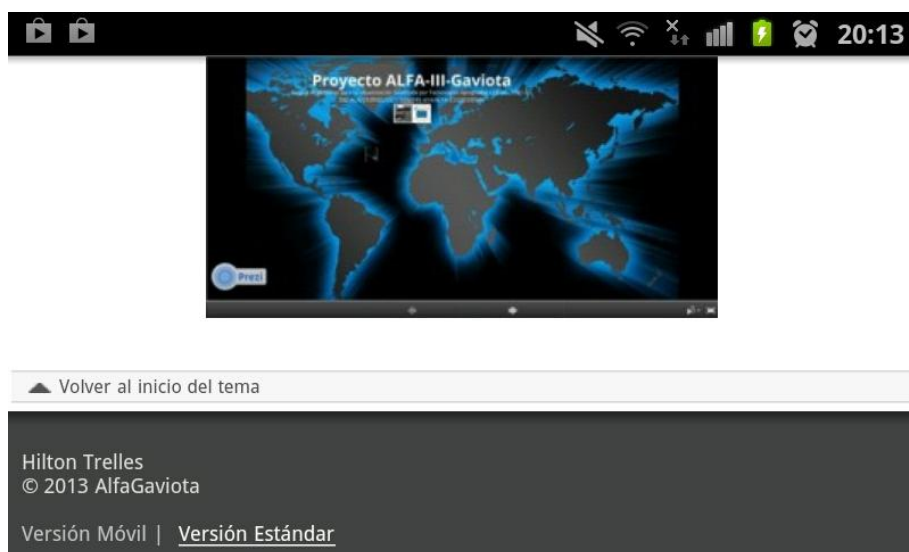 20:13
Proyecto ALFA-III-Gaviota
Prezi
Volver al inicio del tema
Hilton Trelles
© 2013 AlfaGaviota
Versión Móvil | Versión Estándar